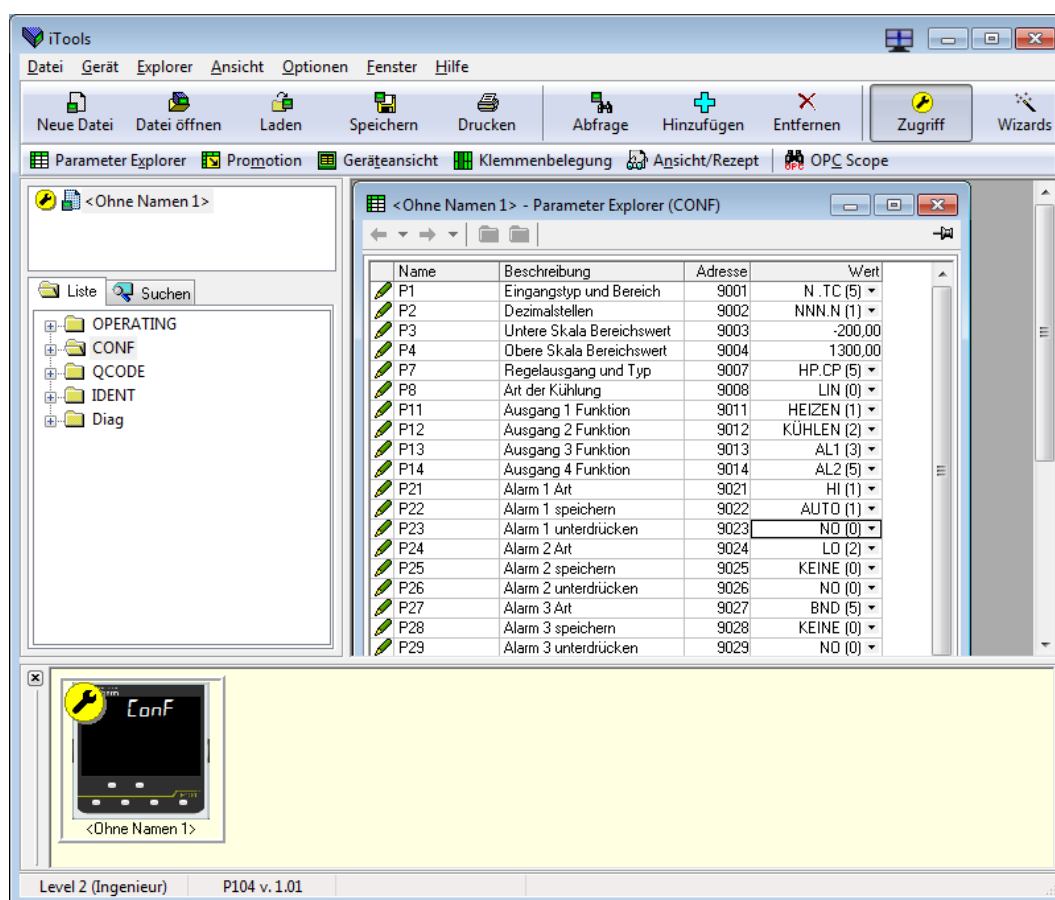 iTools
Datei Gerät Explorer Ansicht Optionen Fenster Hilfe
Neue Datei Datei öffnen Laden Speichern Drucken Abfrage Hinzufügen Entfernen Zugriff Wizards
Parameter Explorer Promotion Geräteansicht Klemmenbelegung Ansicht/Rezept OPC OPC Scope
<Ohne Namen 1>
Liste Suchen
OPERATING
CONF
QCODE
IDENT
Diag
<Ohne Namen 1> - Parameter Explorer (CONF)
Name Beschreibung Adresse Wert
P1 Eingangstyp und Bereich 9001 N .TC (5)
P2 Dezimalstellen 9002 NNN.N (1)
P3 Untere Skala Bereichswert 9003 -200,00
P4 Obere Skala Bereichswert 9004 1300,00
P7 Regelausgang und Typ 9007 HP.CP (5)
P8 Art der Kühlung 9008 LIN (0)
P11 Ausgang 1 Funktion 9011 HEIZEN (1)
P12 Ausgang 2 Funktion 9012 KÜHLEN (2)
P13 Ausgang 3 Funktion 9013 AL1 (3)
P14 Ausgang 4 Funktion 9014 AL2 (5)
P21 Alarm 1 Art 9021 HI (1)
P22 Alarm 1 speichern 9022 AUTO (1)
P23 Alarm 1 unterdrücken 9023 NO (0)
P24 Alarm 2 Art 9024 LO (2)
P25 Alarm 2 speichern 9025 KEINE (0)
P26 Alarm 2 unterdrücken 9026 NO (0)
P27 Alarm 3 Art 9027 BND (5)
P28 Alarm 3 speichern 9028 KEINE (0)
P29 Alarm 3 unterdrücken 9029 NO (0)
ConF
<Ohne Namen 1>
Level 2 (Ingenieur) P104 v. 1.01